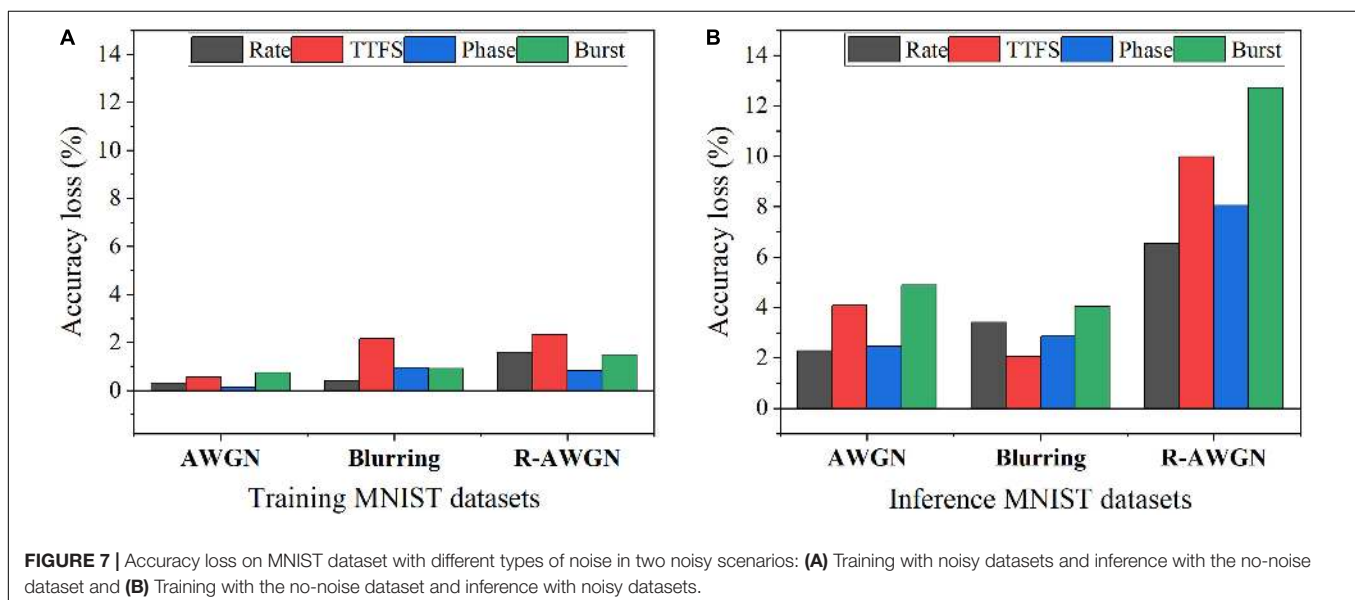 A
Rate TTFS Phase Burst
14
12
10
8
6
4
2
0
Accuracy loss (%)
AWGN Blurring R-AWGN
Training MNIST datasets
B
Rate TTFS Phase Burst
14
12
10
8
6
4
2
0
Accuracy loss (%)
AWGN Blurring R-AWGN
Inference MNIST datasets
FIGURE 7 | Accuracy loss on MNIST dataset with different types of noise in two noisy scenarios: (A) Training with noisy datasets and inference with the no-noise
dataset and (B) Training with the no-noise dataset and inference with noisy datasets.